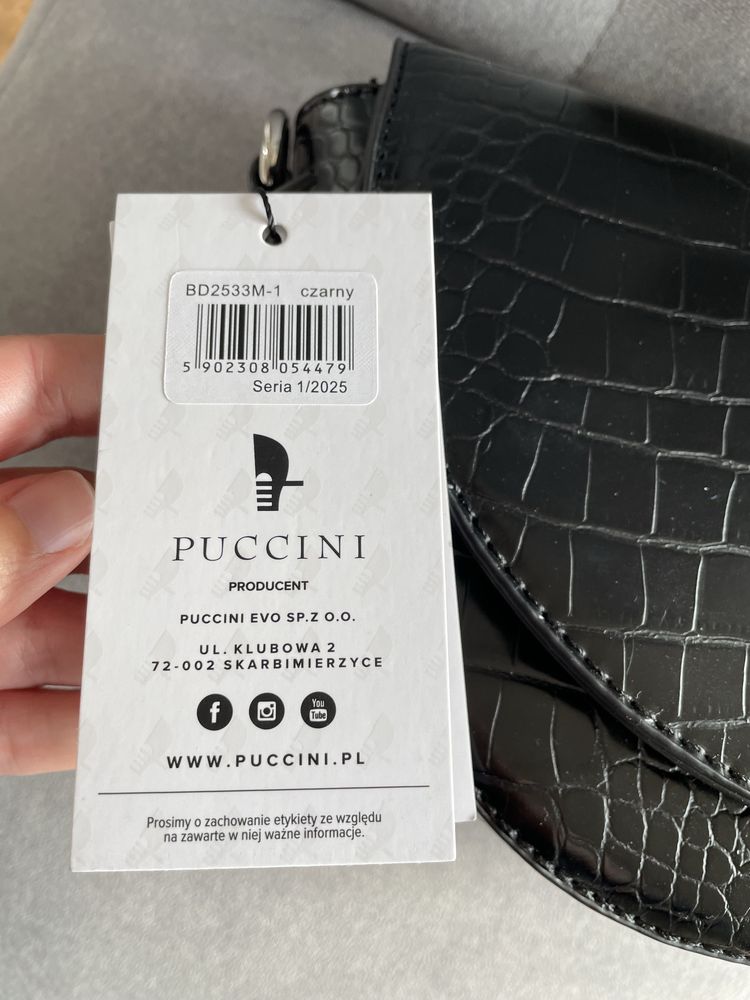 BD2533M-1 czarny
5 902308 054479
Seria 1/2025
PUCCINI
PRODUCENT
PUCCINI EVO SP.Z O.O.
UL. KLUBOWA 2
72-002 SKARBIMIERZYCE
f You Tube
WWW.PUCCINI.PL
Prosimy o zachowanie etykiety ze względu
na zawarte w niej ważne informacje.